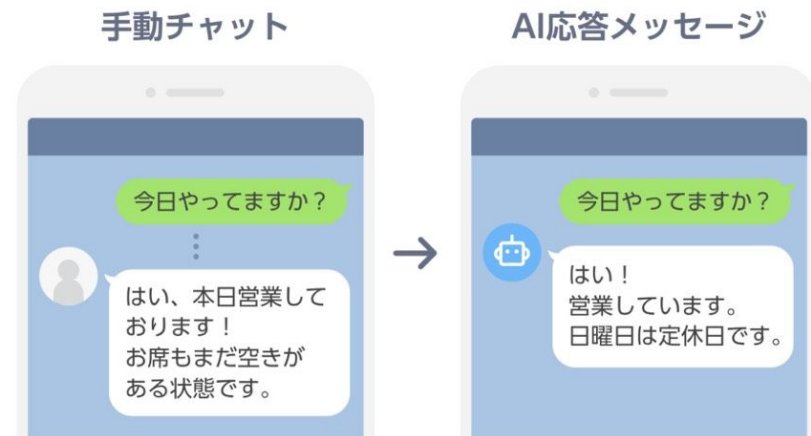 手動チャット
AI応答メッセージ
今日やってますか？
はい、本日営業して
おります！
お席もまだ空きが
ある状態です。
今日やってますか？
はい！
営業しています。
日曜日は定休日です。